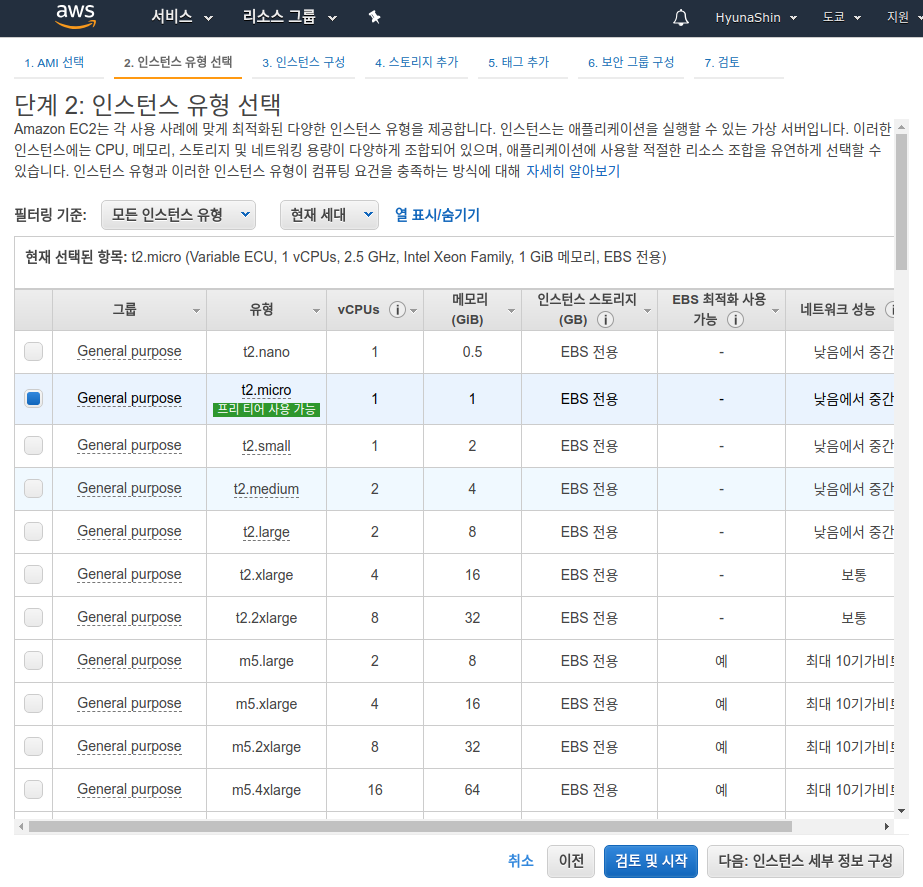 aws 서비스 리소스 그룹 HyunaShin 도쿄 지원
1. AMI 선택 2. 인스턴스 유형 선택 3. 인스턴스 구성 4. 스토리지 추가 5. 태그 추가 6. 보안 그룹 구성 7. 검토
단계 2: 인스턴스 유형 선택
Amazon EC2는 각 사용 사례에 맞게 최적화된 다양한 인스턴스 유형을 제공합니다. 인스턴스는 애플리케이션을 실행할 수 있는 가상 서버입니다. 이러한
인스턴스에는 CPU, 메모리, 스토리지 및 네트워킹 용량이 다양하게 조합되어 있으며, 애플리케이션에 사용할 적절한 리소스 조합을 유연하게 선택할 수
있습니다. 인스턴스 유형과 이러한 인스턴스 유형이 컴퓨팅 요건을 충족하는 방식에 대해 자세히 알아보기
필터링 기준: 모든 인스턴스 유형 현재 세대 열 표시/숨기기
현재 선택된 항목: t2.micro (Variable ECU, 1 vCPUs, 2.5 GHz, Intel Xeon Family, 1 GiB 메모리, EBS 전용)
그룹 유형 vCPUs i 메모리 (GiB) 인스턴스 스토리지 (GB) i EBS 최적화 사용 가능 i 네트워크 성능 i
General purpose t2.nano 1 0.5 EBS 전용 - 낮음에서 중간
General purpose t2.micro 프리 티어 사용 가능 1 1 EBS 전용 - 낮음에서 중간
General purpose t2.small 1 2 EBS 전용 - 낮음에서 중간
General purpose t2.medium 2 4 EBS 전용 - 낮음에서 중간
General purpose t2.large 2 8 EBS 전용 - 낮음에서 중간
General purpose t2.xlarge 4 16 EBS 전용 - 보통
General purpose t2.2xlarge 8 32 EBS 전용 - 보통
General purpose m5.large 2 8 EBS 전용 예 최대 10기가비트
General purpose m5.xlarge 4 16 EBS 전용 예 최대 10기가비트
General purpose m5.2xlarge 8 32 EBS 전용 예 최대 10기가비트
General purpose m5.4xlarge 16 64 EBS 전용 예 최대 10기가비트
취소 이전 검토 및 시작 다음: 인스턴스 세부 정보 구성